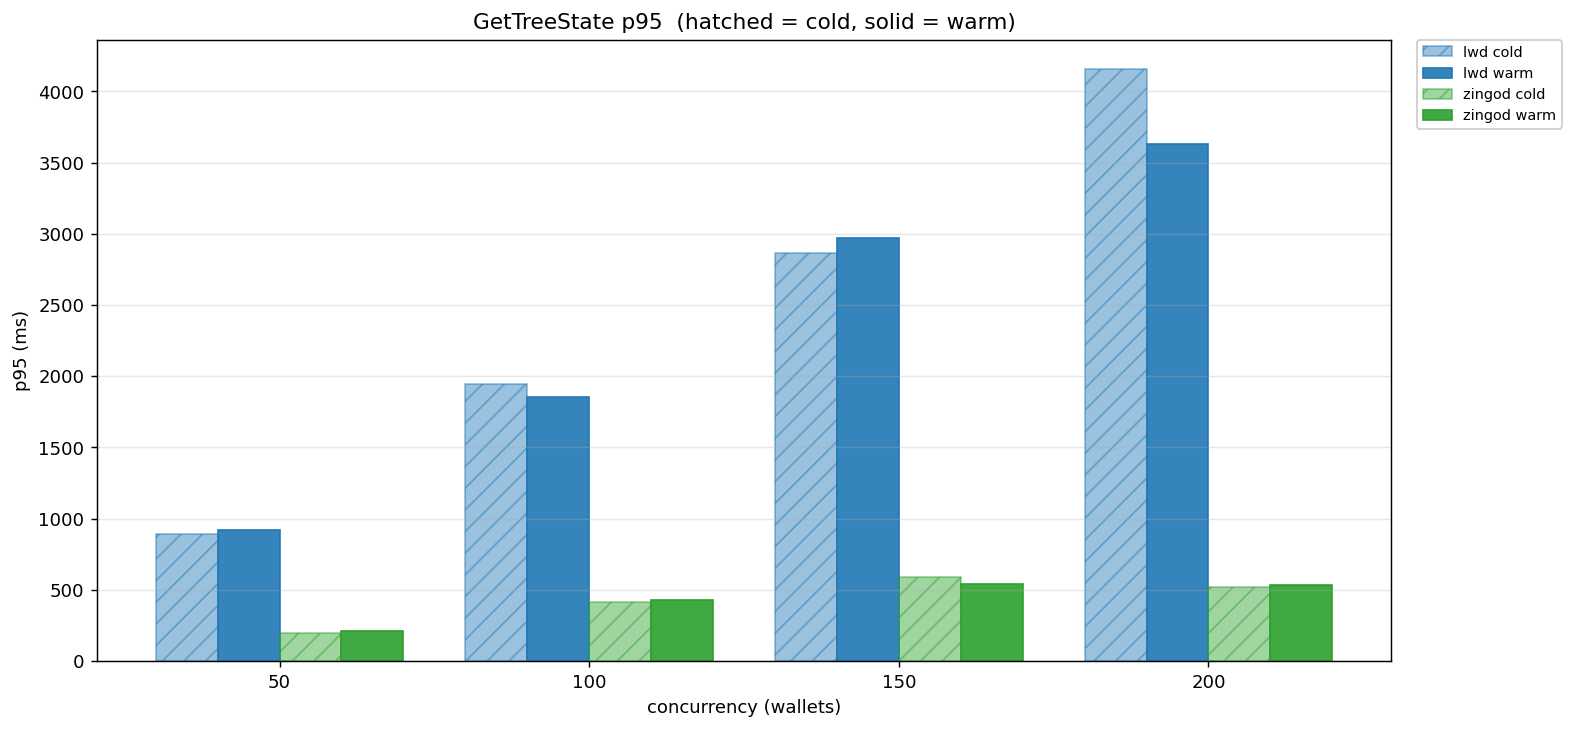 GetTreeState p95  (hatched = cold, solid = warm)
lwd cold
lwd warm
zingod cold
zingod warm
4000
3500
3000
2500
2000
1500
1000
500
0
p95 (ms)
50
100
150
200
concurrency (wallets)